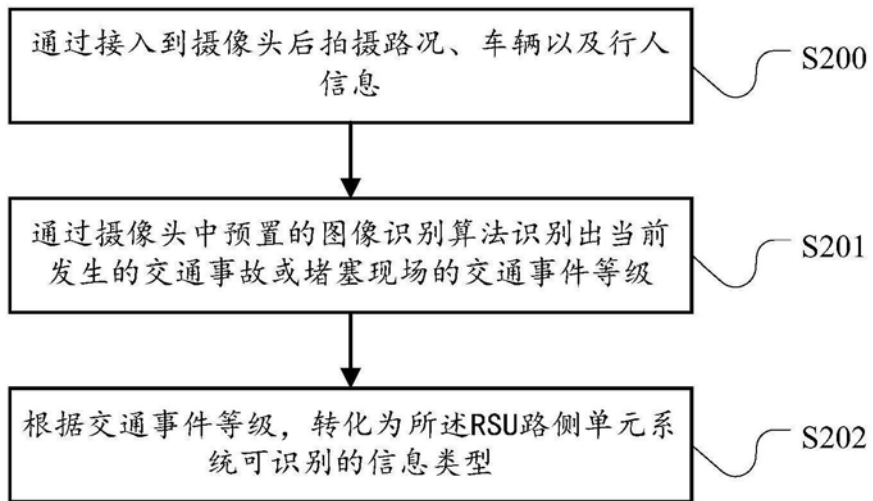 通过接入到摄像头后拍摄路况、车辆以及行人
信息
S200
通过摄像头中预置的图像识别算法识别出当前
发生的交通事故或堵塞现场的交通事件等级
S201
根据交通事件等级，转化为所述RSU路侧单元系
统可识别的信息类型
S202